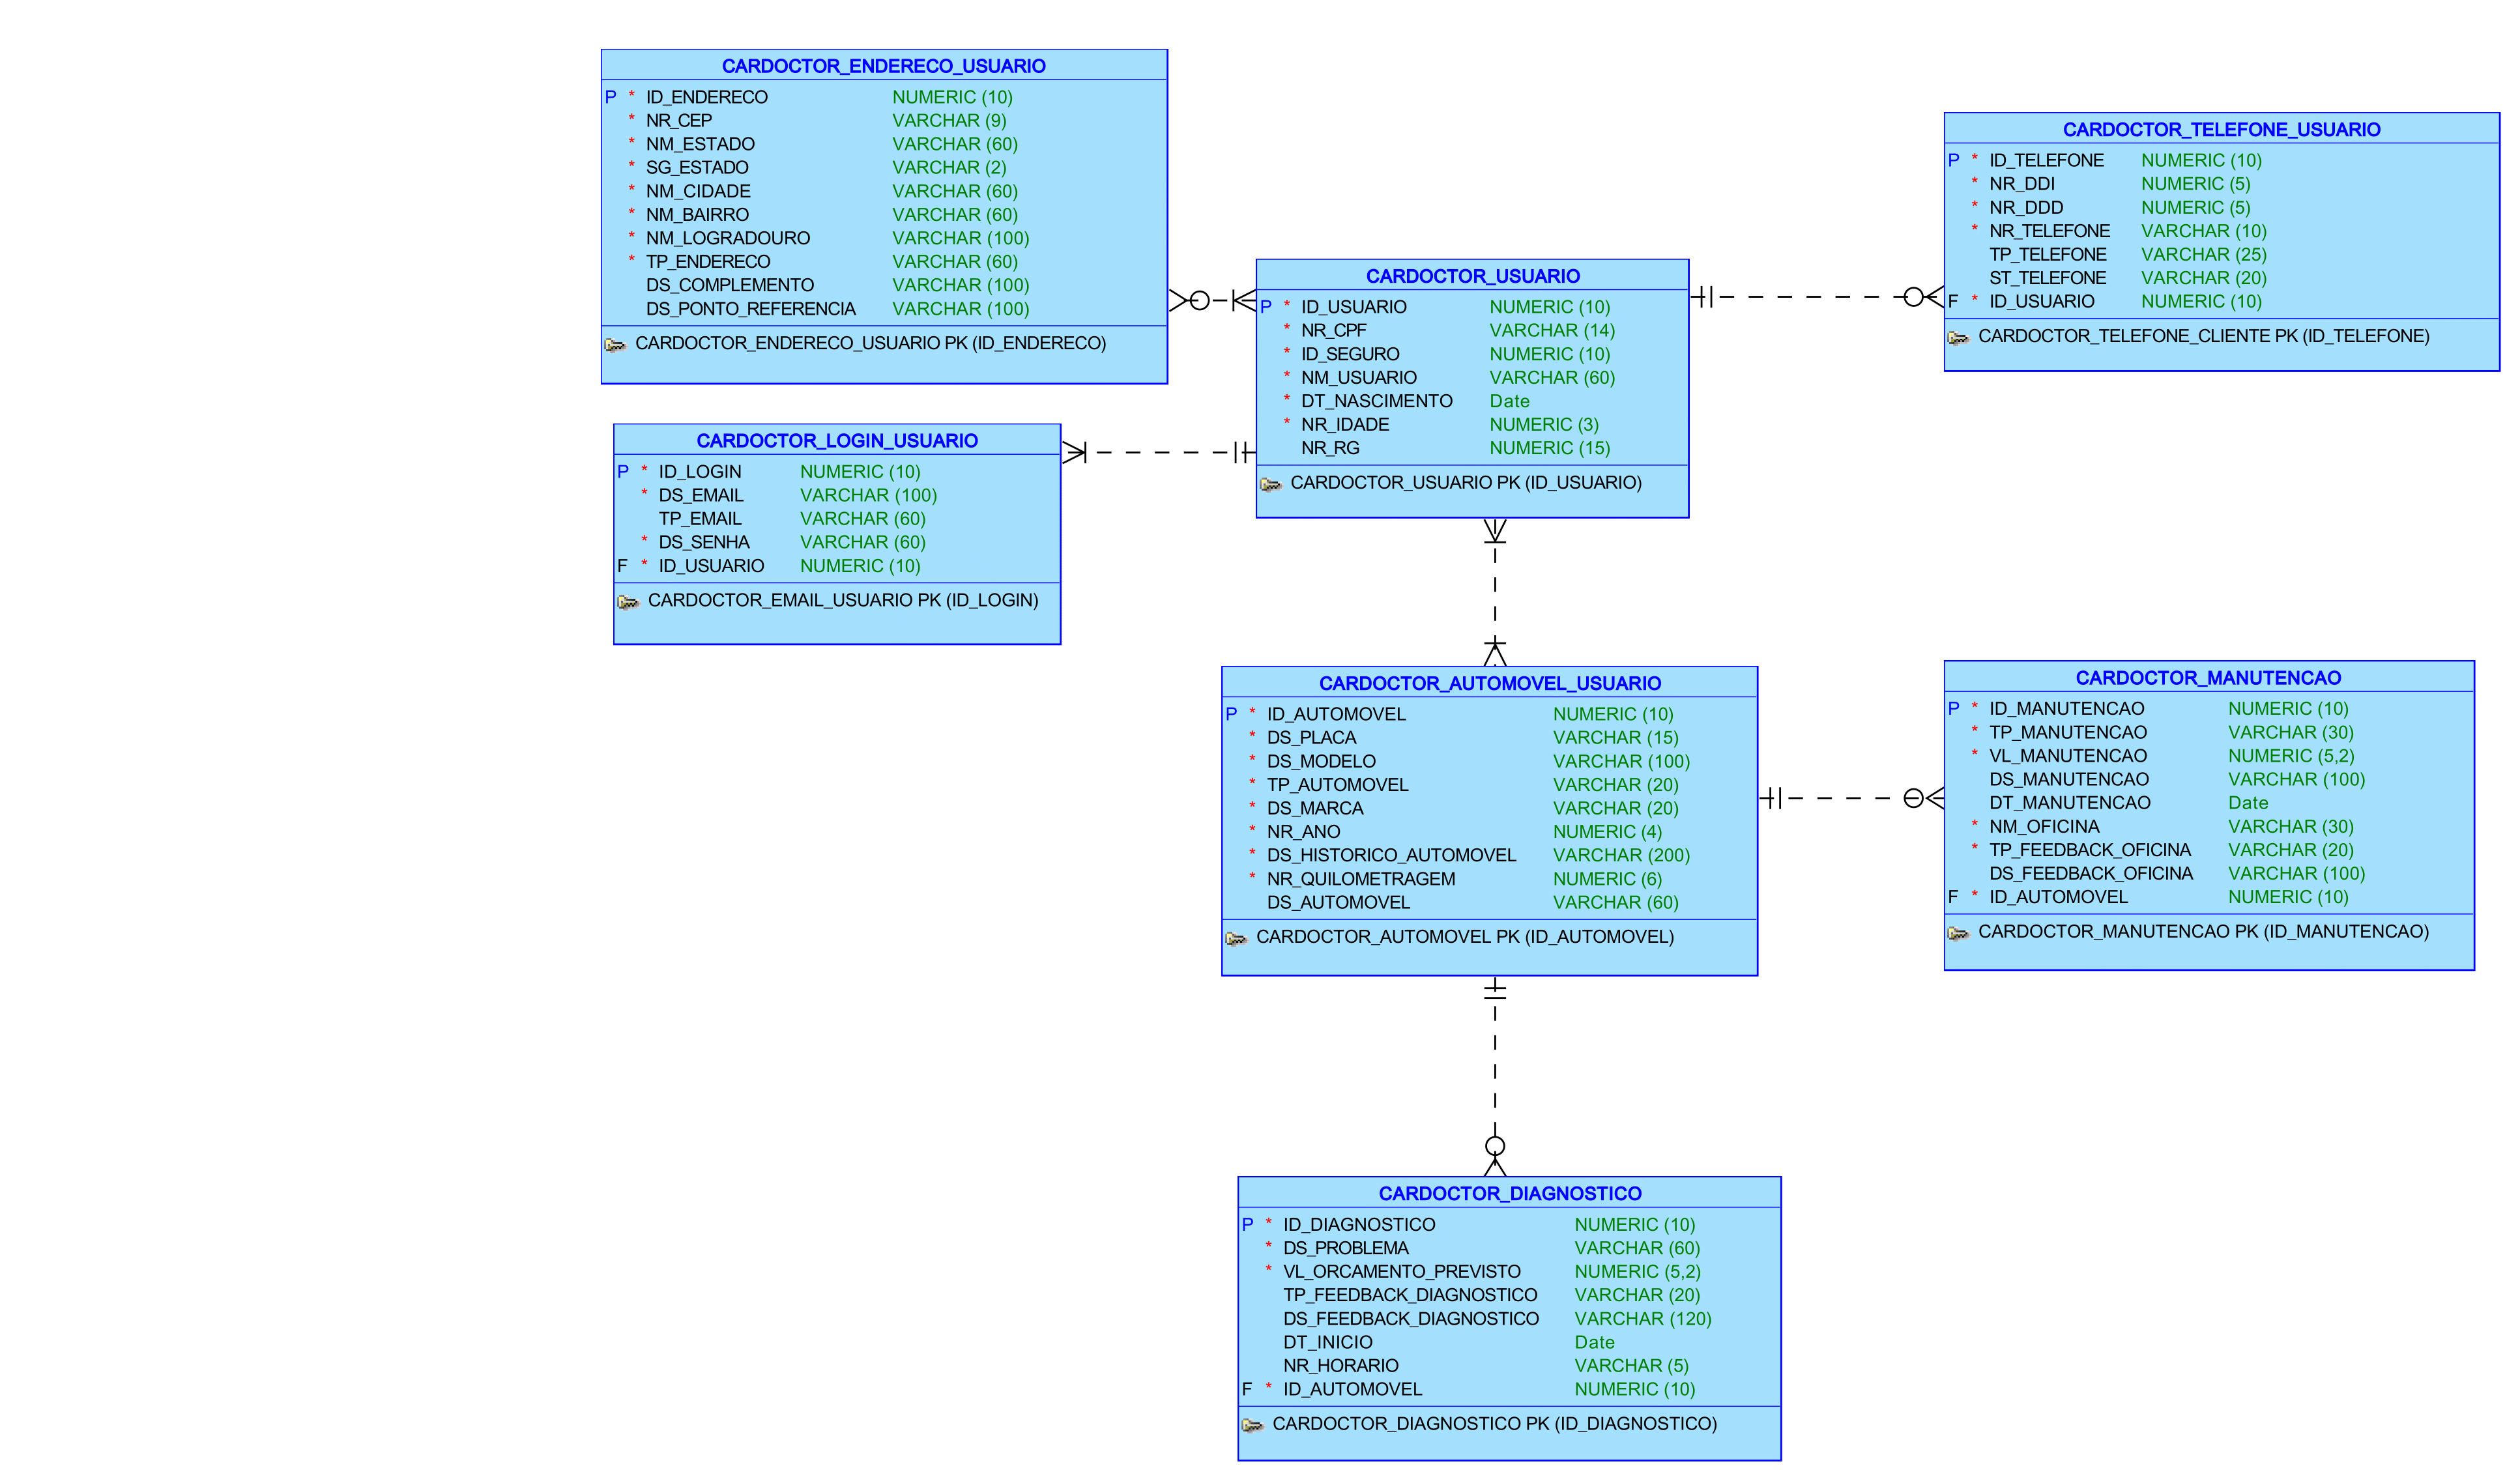 CARDOCTOR_ENDERECO_USUARIO
P * ID_ENDERECO NUMERIC (10)
* NR_CEP VARCHAR (9)
* NM_ESTADO VARCHAR (60)
* SG_ESTADO VARCHAR (2)
* NM_CIDADE VARCHAR (60)
* NM_BAIRRO VARCHAR (60)
* NM_LOGRADOURO VARCHAR (100)
* TP_ENDERECO VARCHAR (60)
DS_COMPLEMENTO VARCHAR (100)
DS_PONTO_REFERENCIA VARCHAR (100)
CARDOCTOR_ENDERECO_USUARIO PK (ID_ENDERECO)
CARDOCTOR_TELEFONE_USUARIO
P * ID_TELEFONE NUMERIC (10)
* NR_DDI NUMERIC (5)
* NR_DDD NUMERIC (5)
* NR_TELEFONE VARCHAR (10)
TP_TELEFONE VARCHAR (25)
ST_TELEFONE VARCHAR (20)
F * ID_USUARIO NUMERIC (10)
CARDOCTOR_TELEFONE_CLIENTE PK (ID_TELEFONE)
CARDOCTOR_USUARIO
P * ID_USUARIO NUMERIC (10)
* NR_CPF VARCHAR (14)
* ID_SEGURO NUMERIC (10)
* NM_USUARIO VARCHAR (60)
* DT_NASCIMENTO Date
* NR_IDADE NUMERIC (3)
NR_RG NUMERIC (15)
CARDOCTOR_USUARIO PK (ID_USUARIO)
CARDOCTOR_LOGIN_USUARIO
P * ID_LOGIN NUMERIC (10)
* DS_EMAIL VARCHAR (100)
TP_EMAIL VARCHAR (60)
* DS_SENHA VARCHAR (60)
F * ID_USUARIO NUMERIC (10)
CARDOCTOR_EMAIL_USUARIO PK (ID_LOGIN)
CARDOCTOR_AUTOMOVEL_USUARIO
P * ID_AUTOMOVEL NUMERIC (10)
* DS_PLACA VARCHAR (15)
* DS_MODELO VARCHAR (100)
* TP_AUTOMOVEL VARCHAR (20)
* DS_MARCA VARCHAR (20)
* NR_ANO NUMERIC (4)
* DS_HISTORICO_AUTOMOVEL VARCHAR (200)
* NR_QUILOMETRAGEM NUMERIC (6)
DS_AUTOMOVEL VARCHAR (60)
CARDOCTOR_AUTOMOVEL PK (ID_AUTOMOVEL)
CARDOCTOR_MANUTENCAO
P * ID_MANUTENCAO NUMERIC (10)
* TP_MANUTENCAO VARCHAR (30)
* VL_MANUTENCAO NUMERIC (5,2)
DS_MANUTENCAO VARCHAR (100)
DT_MANUTENCAO Date
* NM_OFICINA VARCHAR (30)
* TP_FEEDBACK_OFICINA VARCHAR (20)
DS_FEEDBACK_OFICINA VARCHAR (100)
F * ID_AUTOMOVEL NUMERIC (10)
CARDOCTOR_MANUTENCAO PK (ID_MANUTENCAO)
CARDOCTOR_DIAGNOSTICO
P * ID_DIAGNOSTICO NUMERIC (10)
* DS_PROBLEMA VARCHAR (60)
* VL_ORCAMENTO_PREVISTO NUMERIC (5,2)
TP_FEEDBACK_DIAGNOSTICO VARCHAR (20)
DS_FEEDBACK_DIAGNOSTICO VARCHAR (120)
DT_INICIO Date
NR_HORARIO VARCHAR (5)
F * ID_AUTOMOVEL NUMERIC (10)
CARDOCTOR_DIAGNOSTICO PK (ID_DIAGNOSTICO)